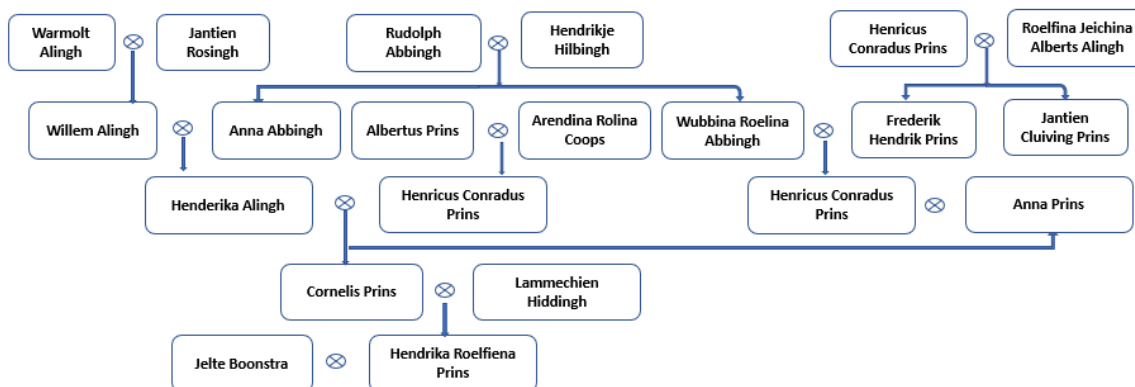 Warmolt
Alingh
Jantien
Rosingh
Rudolph
Abbingh
Hendrikje
Hilbingh
Henricus
Conradus Prins
Roelfina Jeichina
Alberts Alingh
Willem Alingh
Anna Abbingh
Albertus Prins
Arendina Rolina
Coops
Wubbina Roelina
Abbingh
Frederik
Hendrik Prins
Jantien
Cluiving Prins
Henderika Alingh
Henricus Conradus
Prins
Henricus Conradus
Prins
Anna Prins
Cornelis Prins
Lammechien
Hiddingh
Jelte Boonstra
Hendrika Roelfiena
Prins